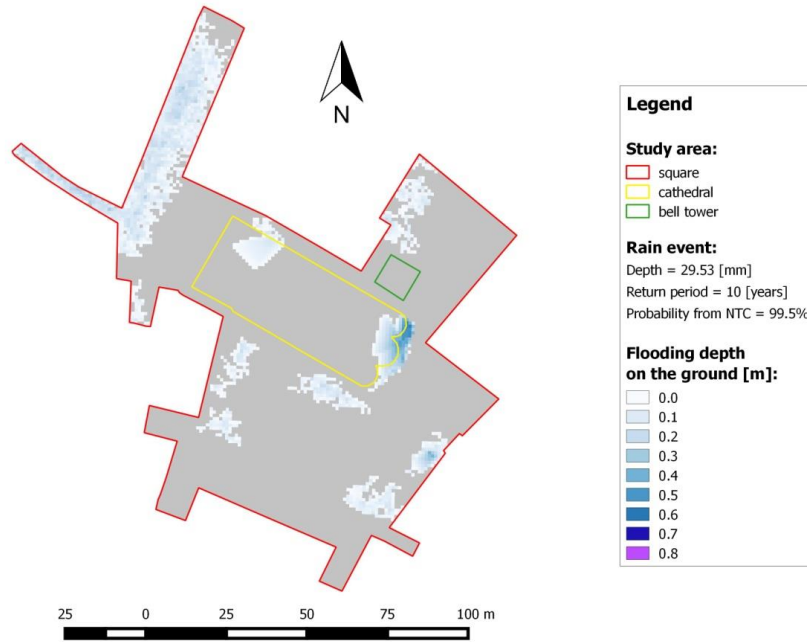 N
Legend
Study area:
square
cathedral
bell tower
Rain event:
Depth = 29.53 [mm]
Return period = 10 [years]
Probability from NTC = 99.5%
Flooding depth
on the ground [m]:
0.0
0.1
0.2
0.3
0.4
0.5
0.6
0.7
0.8
25 0 25 50 75 100 m